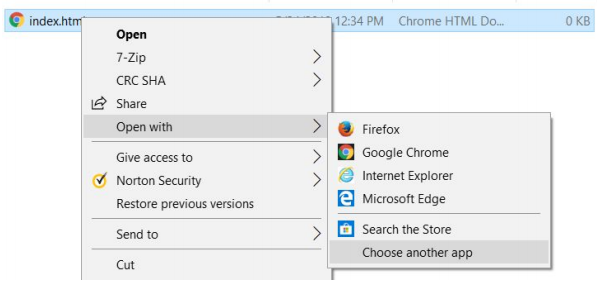 index.htm 12:34 PM Chrome HTML Do... 0 KB
Open
7-Zip
CRC SHA
Share
Open with
Give access to
Norton Security
Restore previous versions
Send to
Cut
Firefox
Google Chrome
Internet Explorer
Microsoft Edge
Search the Store
Choose another app